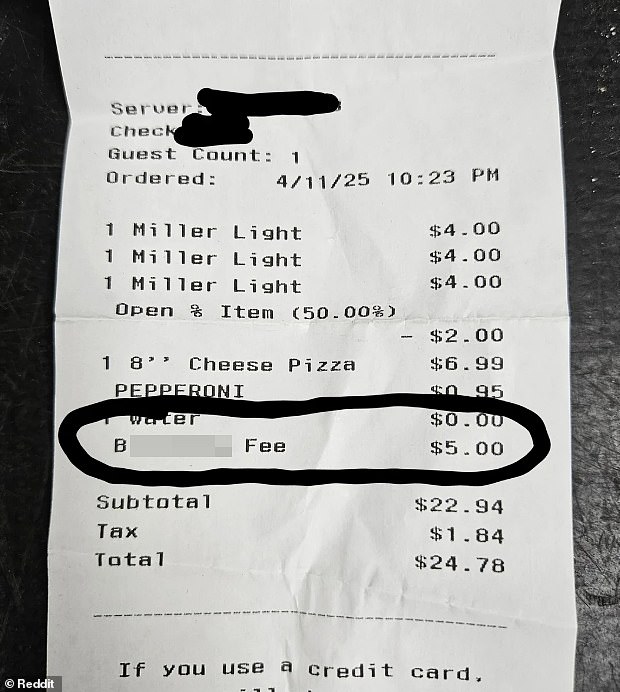 Server:
Check
Guest Count: 1
Ordered: 4/11/25 10:23 PM
1 Miller Light $4.00
1 Miller Light $4.00
1 Miller Light $4.00
Open % Item (50.00%)
- $2.00
1 8'' Cheese Pizza $6.99
PEPPERONI $0.95
1 Water $0.00
B Fee $5.00
Subtotal $22.94
Tax $1.84
Total $24.78
If you use a credit card,
© Reddit